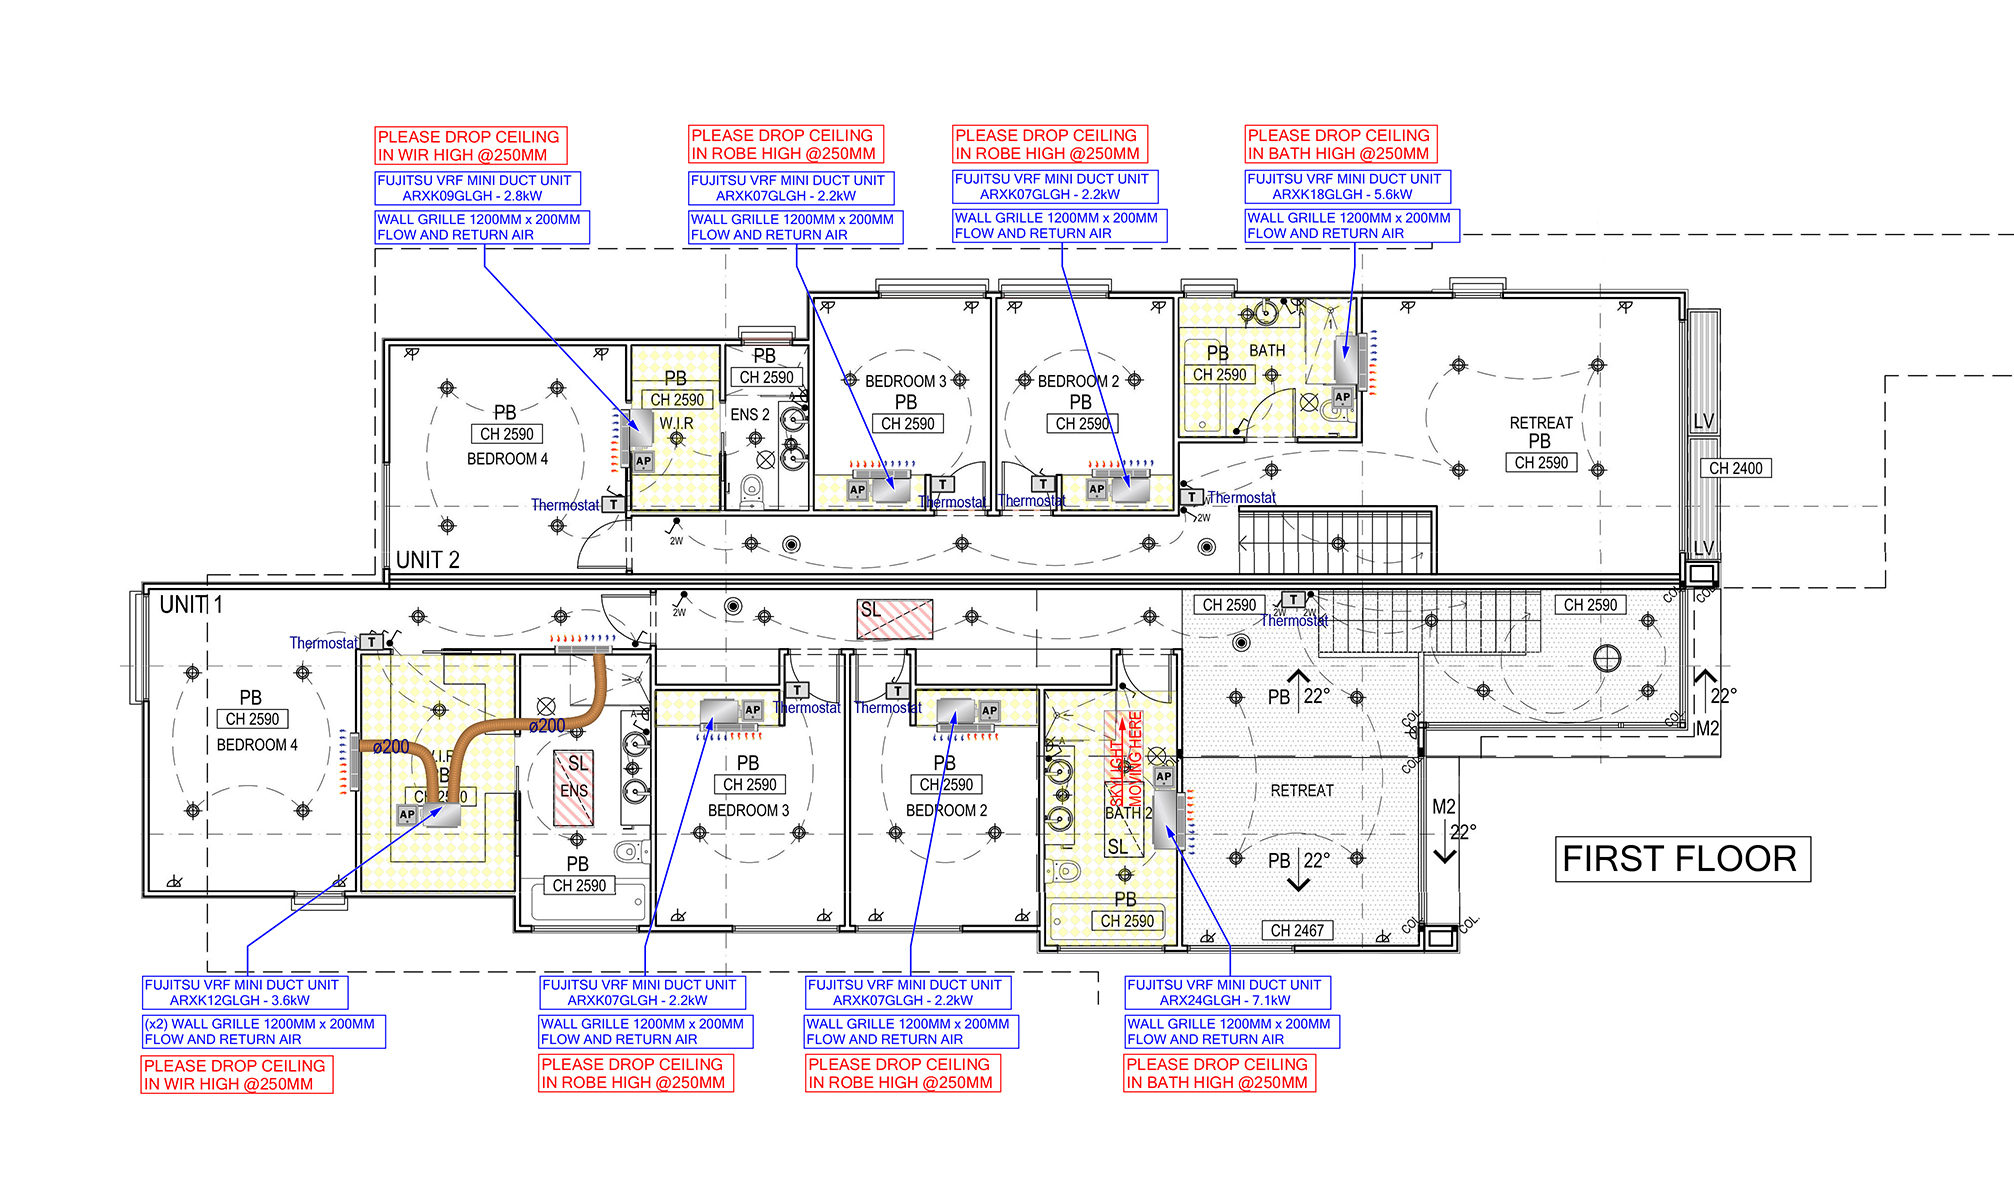 PLEASE DROP CEILING
IN WIR HIGH @250MM
FUJITSU VRF MINI DUCT UNIT
ARXK09GLGH - 2.8kW
WALL GRILLE 1200MM x 200MM
FLOW AND RETURN AIR
PLEASE DROP CEILING
IN ROBE HIGH @250MM
FUJITSU VRF MINI DUCT UNIT
ARXK07GLGH - 2.2kW
WALL GRILLE 1200MM x 200MM
FLOW AND RETURN AIR
PLEASE DROP CEILING
IN ROBE HIGH @250MM
FUJITSU VRF MINI DUCT UNIT
ARXK07GLGH - 2.2kW
WALL GRILLE 1200MM x 200MM
FLOW AND RETURN AIR
PLEASE DROP CEILING
IN BATH HIGH @250MM
FUJITSU VRF MINI DUCT UNIT
ARXK18GLGH - 5.6kW
WALL GRILLE 1200MM x 200MM
FLOW AND RETURN AIR
PB
CH 2590
BEDROOM 4
PB
CH 2590
W.I.R
AP
Thermostat
T
PB
CH 2590
ENS 2
BEDROOM 3
PB
CH 2590
AP
T
Thermostat
BEDROOM 2
PB
CH 2590
AP
T
Thermostat
PB
BATH
CH 2590
AP
T
Thermostat
2W
RETREAT
PB
CH 2590
LV
LV
CH 2400
UNIT 2
2W
UNIT 1
Thermostat
T
PB
CH 2590
BEDROOM 4
ø200
ø200
AP
SL
ENS
PB
CH 2590
2W
SL
AP
T
Thermostat
PB
CH 2590
BEDROOM 3
T
Thermostat
AP
PB
CH 2590
BEDROOM 2
SKYLIGHT
MOVING HERE
AP
BATH 2
SL
PB
CH 2590
CH 2590
T
2W
2W
Thermostat
CH 2590
PB
22°
RETREAT
PB
22°
CH 2467
COL.
COL.
COL.
COL.
COL.
COL.
COL.
22°
M2
M2
22°
FIRST FLOOR
FUJITSU VRF MINI DUCT UNIT
ARXK12GLGH - 3.6kW
(x2) WALL GRILLE 1200MM x 200MM
FLOW AND RETURN AIR
PLEASE DROP CEILING
IN WIR HIGH @250MM
FUJITSU VRF MINI DUCT UNIT
ARXK07GLGH - 2.2kW
WALL GRILLE 1200MM x 200MM
FLOW AND RETURN AIR
PLEASE DROP CEILING
IN ROBE HIGH @250MM
FUJITSU VRF MINI DUCT UNIT
ARXK07GLGH - 2.2kW
WALL GRILLE 1200MM x 200MM
FLOW AND RETURN AIR
PLEASE DROP CEILING
IN ROBE HIGH @250MM
FUJITSU VRF MINI DUCT UNIT
ARX24GLGH - 7.1kW
WALL GRILLE 1200MM x 200MM
FLOW AND RETURN AIR
PLEASE DROP CEILING
IN BATH HIGH @250MM